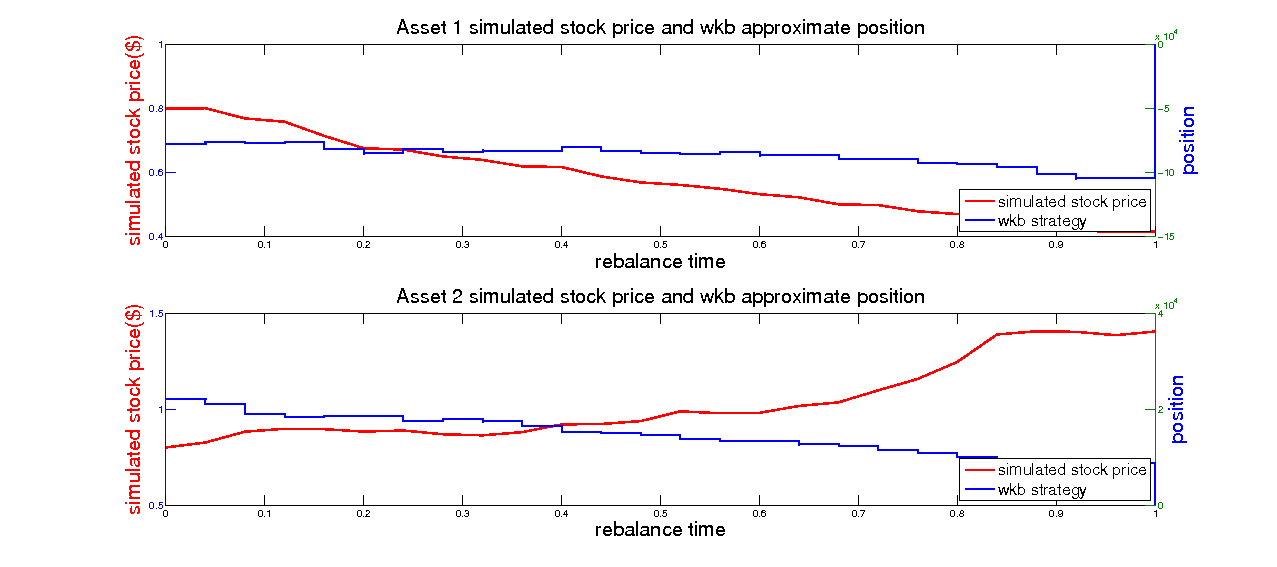 Asset 1 simulated stock price and wkb approximate position
x 10^4
simulated stock price($)
1
0.8
0.6
0.4
0
-5
-10
-15
position
simulated stock price
wkb strategy
0 0.1 0.2 0.3 0.4 0.5 0.6 0.7 0.8 0.9 1
rebalance time
Asset 2 simulated stock price and wkb approximate position
x 10^4
simulated stock price($)
1.5
1
0.5
4
2
0
position
simulated stock price
wkb strategy
0 0.1 0.2 0.3 0.4 0.5 0.6 0.7 0.8 0.9 1
rebalance time